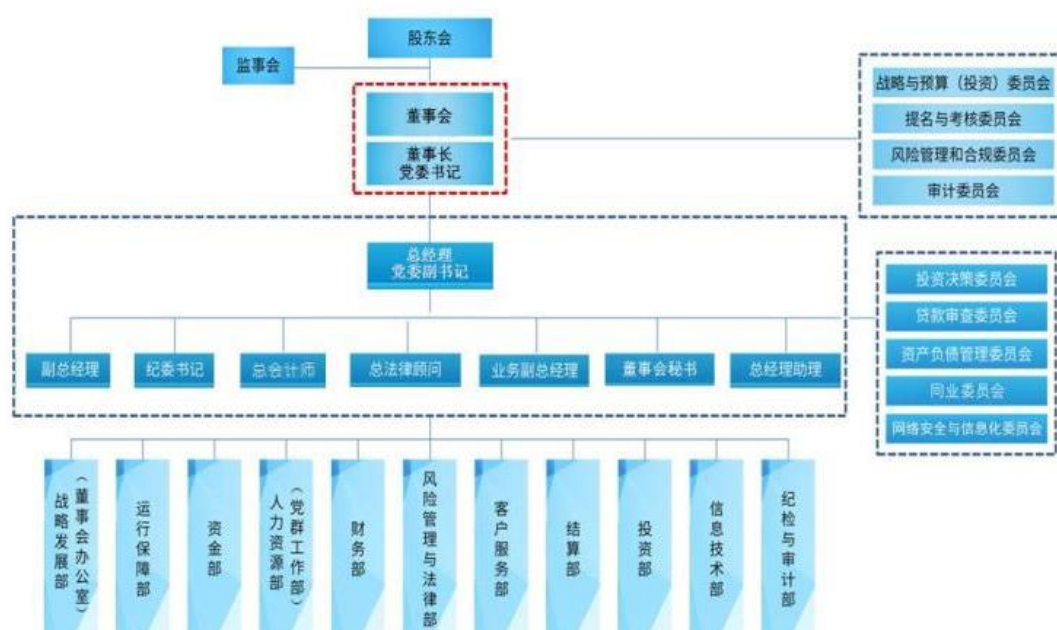 股东会
监事会
董事会
董事长
党委书记
战略与预算（投资）委员会
提名与考核委员会
风险管理和合规委员会
审计委员会
总经理
党委副书记
投资决策委员会
贷款审查委员会
资产负债管理委员会
同业委员会
网络安全与信息化委员会
副总经理
纪委书记
总会计师
总法律顾问
业务副总经理
董事会秘书
总经理助理
战略发展部
（董事会办公室）
运行保障部
资金部
人力资源部
（党群工作部）
财务部
风险管理与法律部
客户服务部
结算部
投资部
信息技术部
纪检与审计部